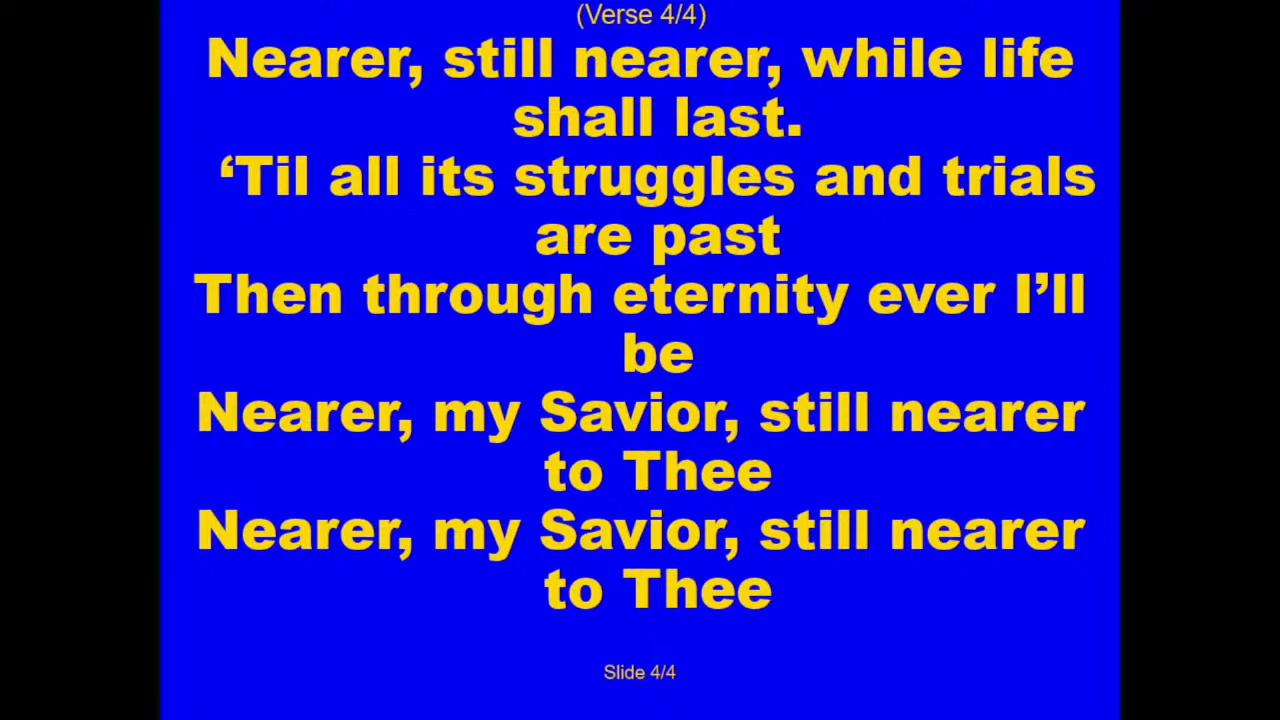 (Verse 4/4)
Nearer, still nearer, while life
shall last.
‘Til all its struggles and trials
are past
Then through eternity ever I’ll
be
Nearer, my Savior, still nearer
to Thee
Nearer, my Savior, still nearer
to Thee
Slide 4/4